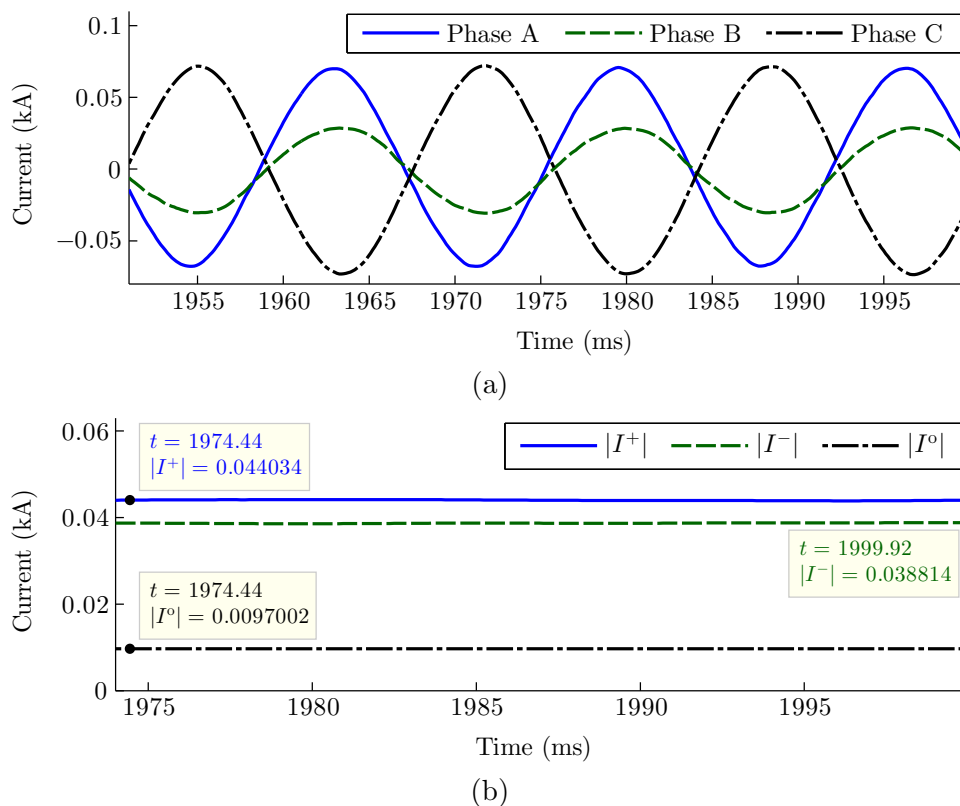 0.1
0.05
0
−0.05
Current (kA)
Phase A Phase B Phase C
1955 1960 1965 1970 1975 1980 1985 1990 1995
Time (ms)
(a)
0.06
0.04
0.02
0
Current (kA)
|I⁺| |I⁻| |Iᵒ|
t = 1974.44
|I⁺| = 0.044034
t = 1999.92
|I⁻| = 0.038814
t = 1974.44
|Iᵒ| = 0.0097002
1975 1980 1985 1990 1995
Time (ms)
(b)